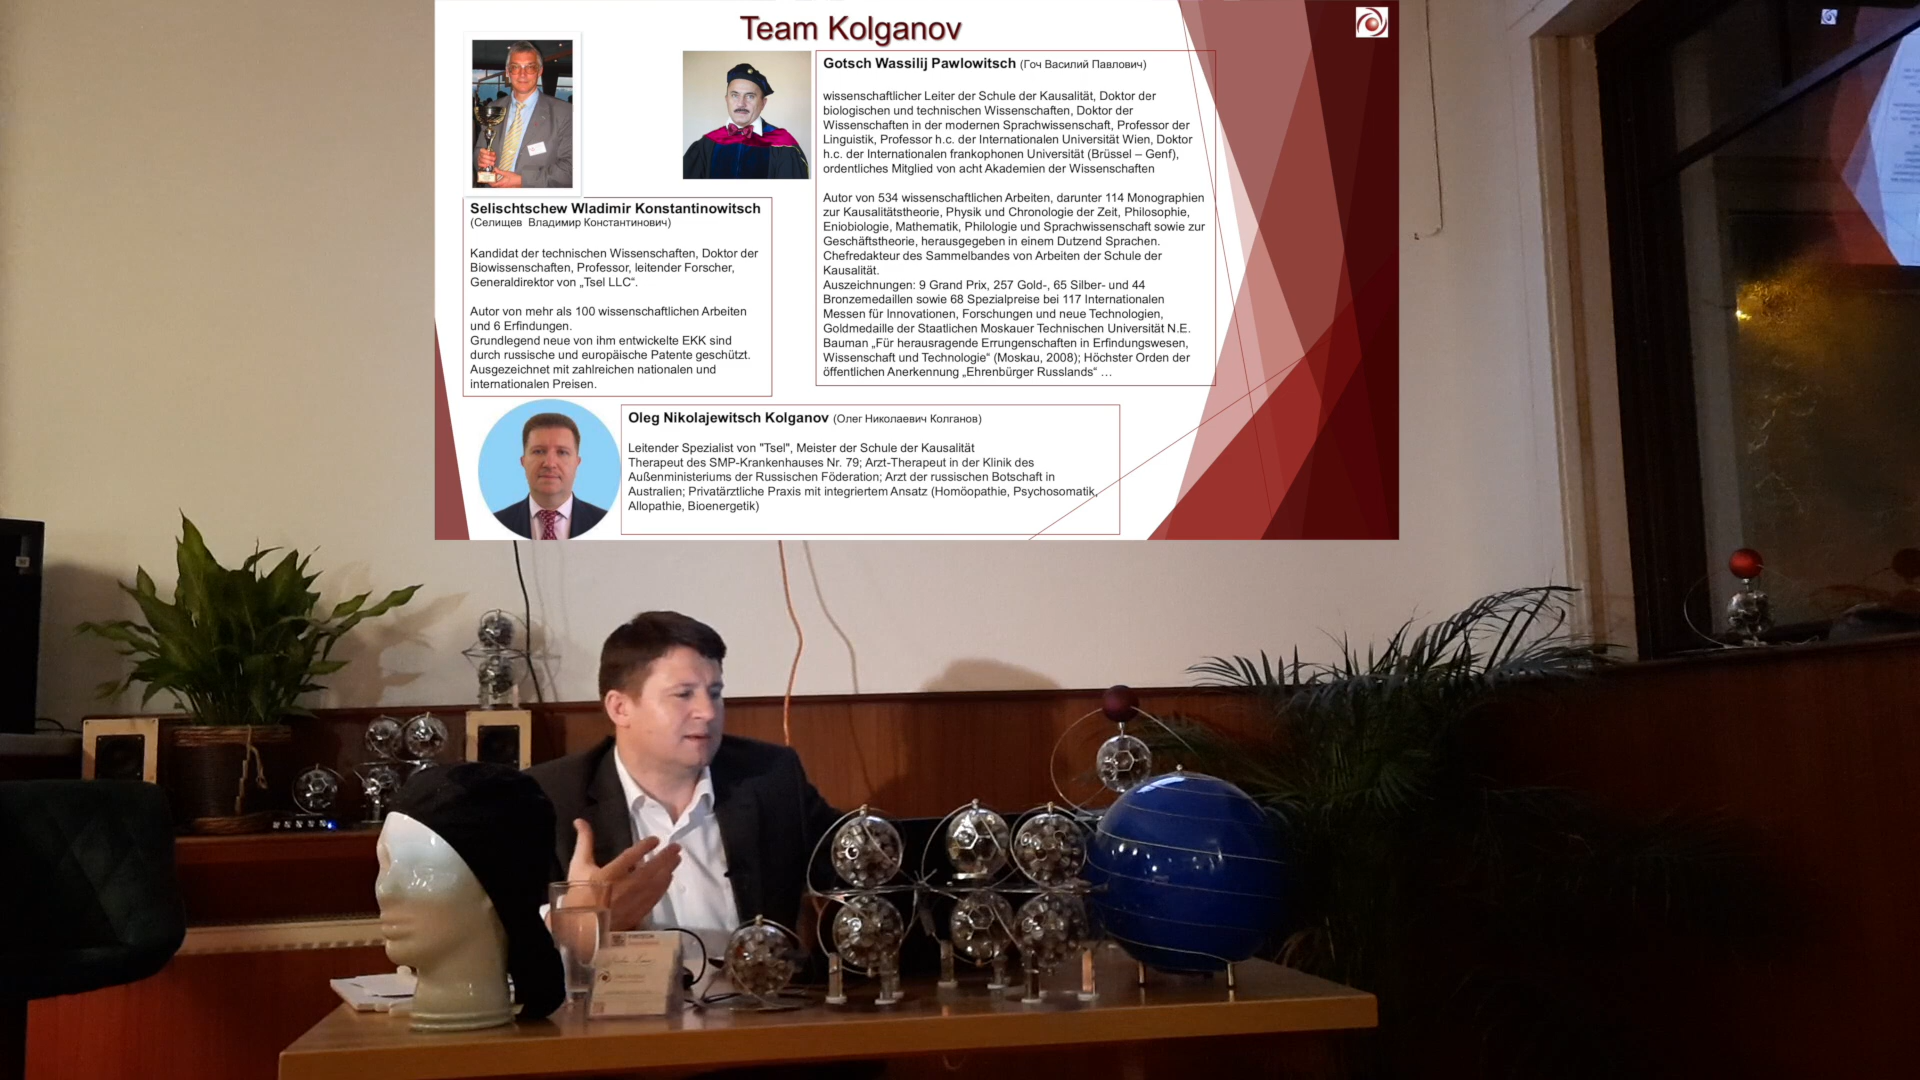 Team Kolganov
Selischtschew Wladimir Konstantinowitsch
(Селищев Владимир Константинович)
Kandidat der technischen Wissenschaften, Doktor der
Biowissenschaften, Professor, leitender Forscher,
Generaldirektor von „Tsel LLC“.
Autor von mehr als 100 wissenschaftlichen Arbeiten
und 6 Erfindungen.
Grundlegend neue von ihm entwickelte EKK sind
durch russische und europäische Patente geschützt.
Ausgezeichnet mit zahlreichen nationalen und
internationalen Preisen.
Gotsch Wassilij Pawlowitsch (Гоч Василий Павлович)
wissenschaftlicher Leiter der Schule der Kausalität, Doktor der
biologischen und technischen Wissenschaften, Doktor der
Wissenschaften in der modernen Sprachwissenschaft, Professor der
Linguistik, Professor h.c. der Internationalen Universität Wien, Doktor
h.c. der Internationalen frankophonen Universität (Brüssel – Genf),
ordentliches Mitglied von acht Akademien der Wissenschaften
Autor von 534 wissenschaftlichen Arbeiten, darunter 114 Monographien
zur Kausalitätstheorie, Physik und Chronologie der Zeit, Philosophie,
Eniobiologie, Mathematik, Philologie und Sprachwissenschaft sowie zur
Geschäftstheorie, herausgegeben in einem Dutzend Sprachen.
Chefredakteur des Sammelbandes von Arbeiten der Schule der
Kausalität.
Auszeichnungen: 9 Grand Prix, 257 Gold-, 65 Silber- und 44
Bronzemedaillen sowie 68 Spezialpreise bei 117 Internationalen
Messen für Innovationen, Forschungen und neue Technologien,
Goldmedaille der Staatlichen Moskauer Technischen Universität N.E.
Bauman „Für herausragende Errungenschaften in Erfindungswesen,
Wissenschaft und Technologie“ (Moskau, 2008); Höchster Orden der
öffentlichen Anerkennung „Ehrenbürger Russlands“ …
Oleg Nikolajewitsch Kolganov (Олег Николаевич Колганов)
Leitender Spezialist von "Tsel", Meister der Schule der Kausalität
Therapeut des SMP-Krankenhauses Nr. 79; Arzt-Therapeut in der Klinik des
Außenministeriums der Russischen Föderation; Arzt der russischen Botschaft in
Australien; Privatärztliche Praxis mit integriertem Ansatz (Homöopathie, Psychosomatik,
Allopathie, Bioenergetik)